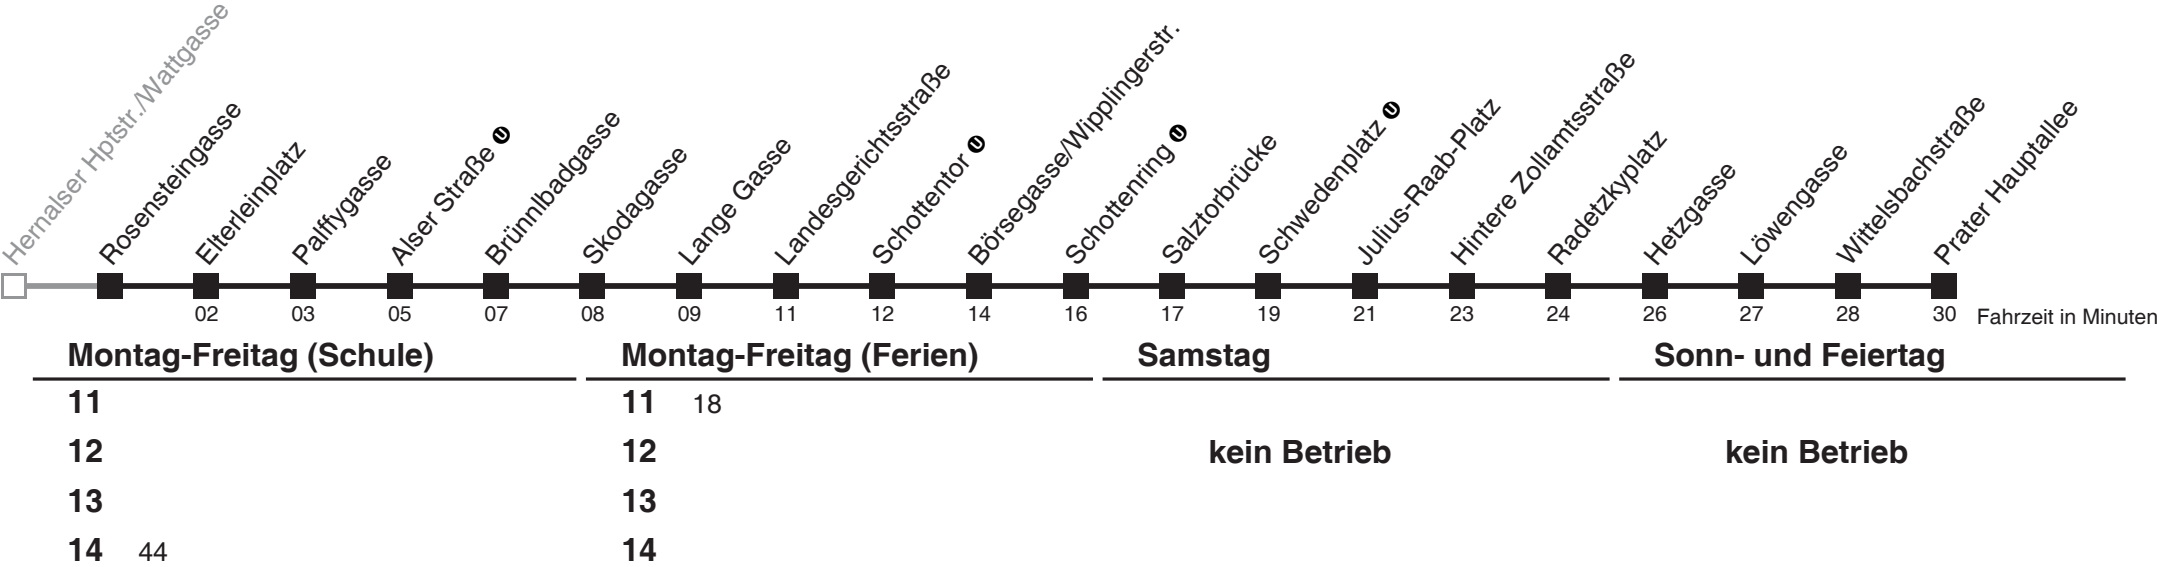 Hernalser Hptstr./Wattgasse
Rosensteingasse
Elterleinplatz
Palffygasse
Alser Straße U
Brünnlbadgasse
Skodagasse
Lange Gasse
Landesgerichtsstraße
Schottentor U
Börsegasse/Wipplingerstr.
Schottenring U
Salztorbrücke
Schwedenplatz U
Julius-Raab-Platz
Hintere Zollamtsstraße
Radetzkyplatz
Hetzgasse
Löwengasse
Wittelsbachstraße
Prater Hauptallee
02 03 05 07 08 09 11 12 14 16 17 19 21 23 24 26 27 28 30 Fahrzeit in Minuten
Montag-Freitag (Schule) Montag-Freitag (Ferien) Samstag Sonn- und Feiertag
11 11 18
12 12 kein Betrieb kein Betrieb
13 13
14 44 14